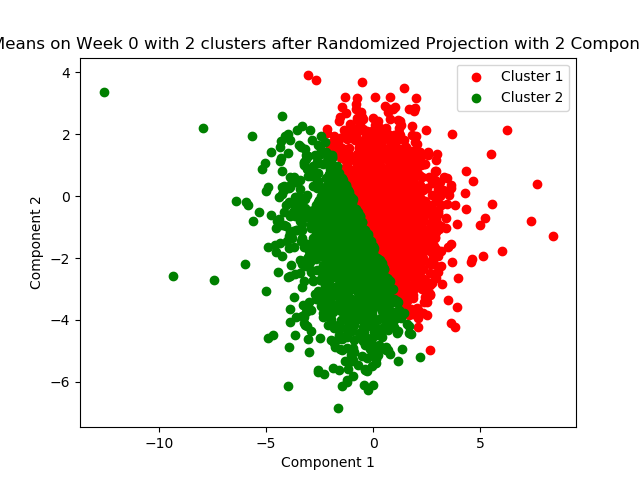 Means on Week 0 with 2 clusters after Randomized Projection with 2 Compon
Cluster 1
Cluster 2
4
2
0
−2
−4
−6
Component 2
−10
−5
0
5
Component 1